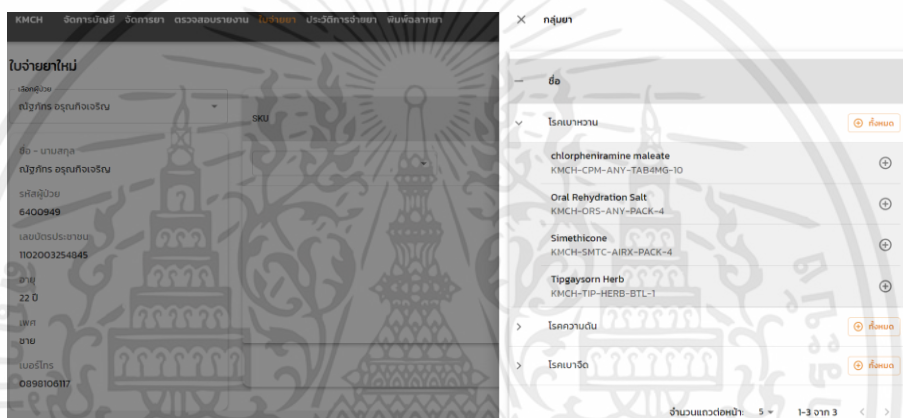 KMCH จัดการบัญชี จัดการยา ตรวจสอบรายงาน ใบจ่ายยา ประวัติการจ่ายยา พิมพ์ฉลากยา
ใบจ่ายยาใหม่
เลือกผู้ป่วย
ณัฐภัทร อรุณกิจเจริญ
SKU
ชื่อ - นามสกุล
ณัฐภัทร อรุณกิจเจริญ
รหัสผู้ป่วย
6400949
เลขบัตรประชาชน
1102003254845
อายุ
22 ปี
เพศ
ชาย
เบอร์โทร
0898106117
กลุ่มยา
ชื่อ
โรคเบาหวาน ทั้งหมด
chlorpheniramine maleate
KMCH-CPM-ANY-TAB4MG-10
Oral Rehydration Salt
KMCH-ORS-ANY-PACK-4
Simethicone
KMCH-SMTC-AIRX-PACK-4
Tipgaysorn Herb
KMCH-TIP-HERB-BTL-1
โรคความดัน ทั้งหมด
โรคเบาจืด ทั้งหมด
จำนวนแถวต่อหน้า: 5 1-3 จาก 3